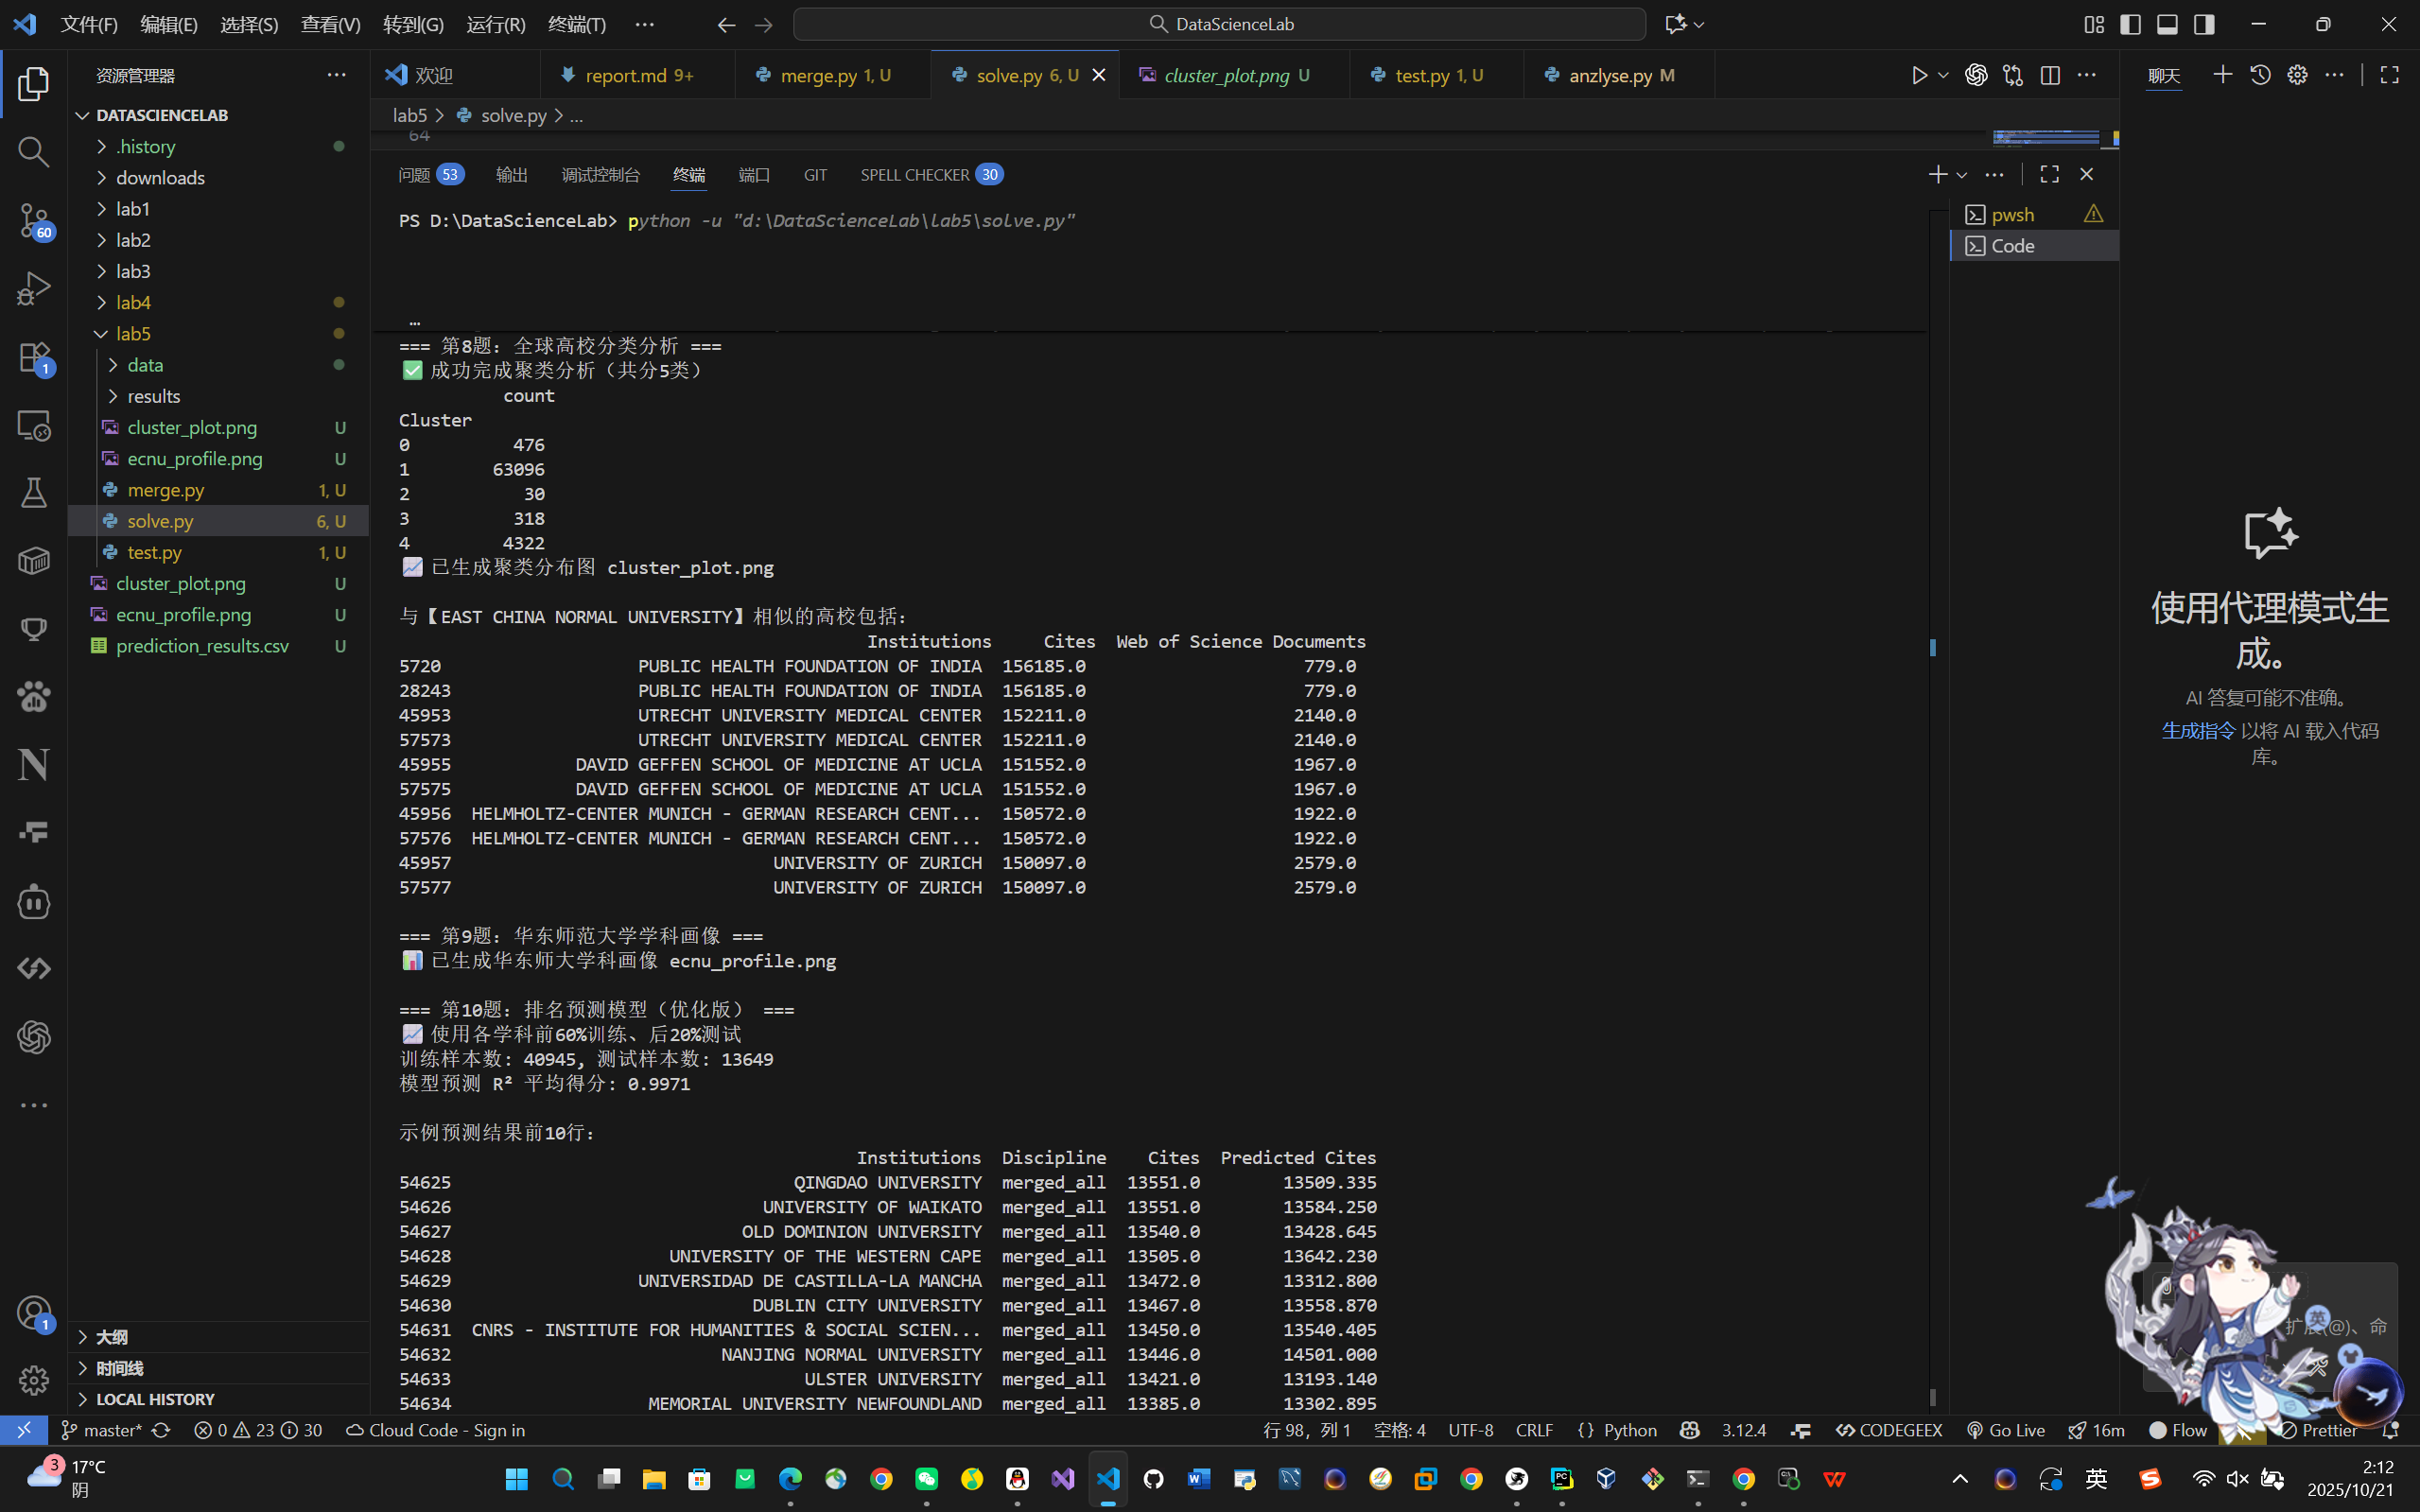 文件(F) 编辑(E) 选择(S) 查看(V) 转到(G) 运行(R) 终端(T) ··· DataScienceLab
资源管理器 ···
欢迎 report.md 9+ merge.py 1, U solve.py 6, U cluster_plot.png U test.py 1, U anzlyse.py M
聊天
lab5 > solve.py > ...
64
DATASCIENCELAB
.history
downloads
lab1
lab2
lab3
lab4
lab5
data
results
cluster_plot.png U
ecnu_profile.png U
merge.py 1, U
solve.py 6, U
test.py 1, U
cluster_plot.png U
ecnu_profile.png U
prediction_results.csv U
大纲
时间线
LOCAL HISTORY
60
1
1
问题 53 输出 调试控制台 终端 端口 GIT SPELL CHECKER 30
pwsh
Code
PS D:\DataScienceLab> python -u "d:\DataScienceLab\lab5\solve.py"
…
=== 第8题: 全球高校分类分析 ===
✅ 成功完成聚类分析（共分5类）
count
Cluster
0 476
1 63096
2 30
3 318
4 4322
📈 已生成聚类分布图 cluster_plot.png
与【EAST CHINA NORMAL UNIVERSITY】相似的高校包括:
Institutions Cites Web of Science Documents
5720 PUBLIC HEALTH FOUNDATION OF INDIA 156185.0 779.0
28243 PUBLIC HEALTH FOUNDATION OF INDIA 156185.0 779.0
45953 UTRECHT UNIVERSITY MEDICAL CENTER 152211.0 2140.0
57573 UTRECHT UNIVERSITY MEDICAL CENTER 152211.0 2140.0
45955 DAVID GEFFEN SCHOOL OF MEDICINE AT UCLA 151552.0 1967.0
57575 DAVID GEFFEN SCHOOL OF MEDICINE AT UCLA 151552.0 1967.0
45956 HELMHOLTZ-CENTER MUNICH - GERMAN RESEARCH CENT... 150572.0 1922.0
57576 HELMHOLTZ-CENTER MUNICH - GERMAN RESEARCH CENT... 150572.0 1922.0
45957 UNIVERSITY OF ZURICH 150097.0 2579.0
57577 UNIVERSITY OF ZURICH 150097.0 2579.0
=== 第9题: 华东师范大学学科画像 ===
📊 已生成华东师大学科画像 ecnu_profile.png
=== 第10题: 排名预测模型（优化版） ===
📈 使用各学科前60%训练、后20%测试
训练样本数: 40945, 测试样本数: 13649
模型预测 R² 平均得分: 0.9971
示例预测结果前10行:
Institutions Discipline Cites Predicted Cites
54625 QINGDAO UNIVERSITY merged_all 13551.0 13509.335
54626 UNIVERSITY OF WAIKATO merged_all 13551.0 13584.250
54627 OLD DOMINION UNIVERSITY merged_all 13540.0 13428.645
54628 UNIVERSITY OF THE WESTERN CAPE merged_all 13505.0 13642.230
54629 UNIVERSIDAD DE CASTILLA-LA MANCHA merged_all 13472.0 13312.800
54630 DUBLIN CITY UNIVERSITY merged_all 13467.0 13558.870
54631 CNRS - INSTITUTE FOR HUMANITIES & SOCIAL SCIEN... merged_all 13450.0 13540.405
54632 NANJING NORMAL UNIVERSITY merged_all 13446.0 14501.000
54633 ULSTER UNIVERSITY merged_all 13421.0 13193.140
54634 MEMORIAL UNIVERSITY NEWFOUNDLAND merged_all 13385.0 13302.895
使用代理模式生
成。
AI 答复可能不准确。
生成指令 以将 AI 载入代码
库。
英
(@)、命
master* 0 23 30 Cloud Code - Sign in 行 98，列 1 空格: 4 UTF-8 CRLF {} Python 3.12.4 CODEGEEX Go Live 16m Flow Prettier
3
17°C
阴
英
2:12
2025/10/21